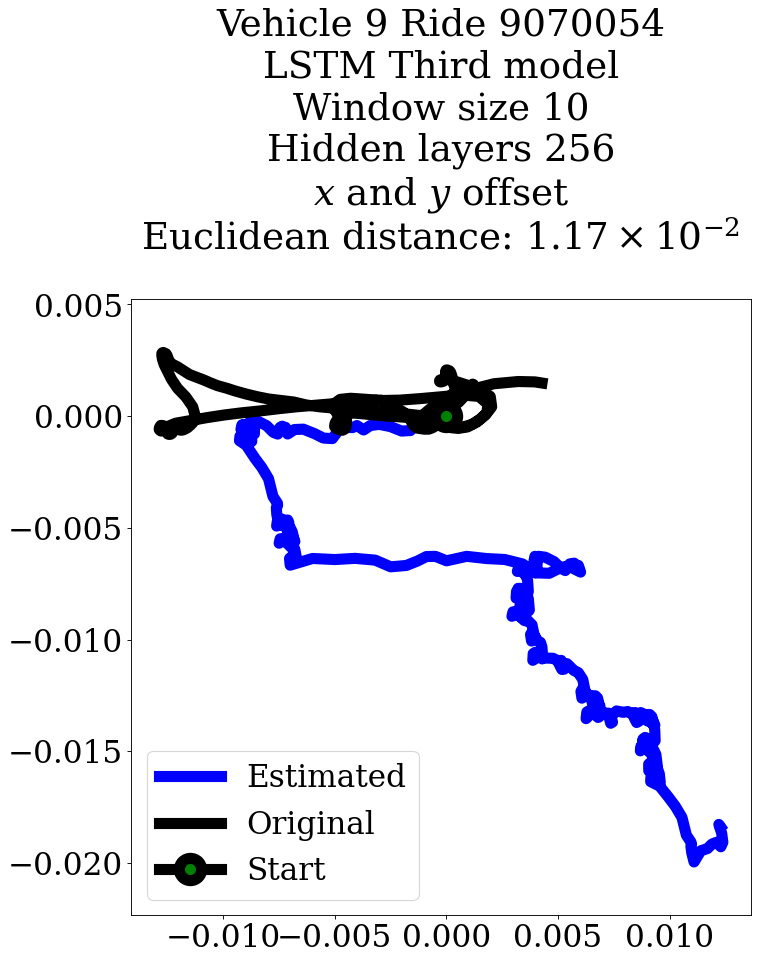 Vehicle 9 Ride 9070054
LSTM Third model
Window size 10
Hidden layers 256
x and y offset
Euclidean distance: 1.17 × 10⁻²
0.005
0.000
−0.005
−0.010
−0.015
−0.020
Estimated
Original
Start
−0.010 −0.005 0.000 0.005 0.010